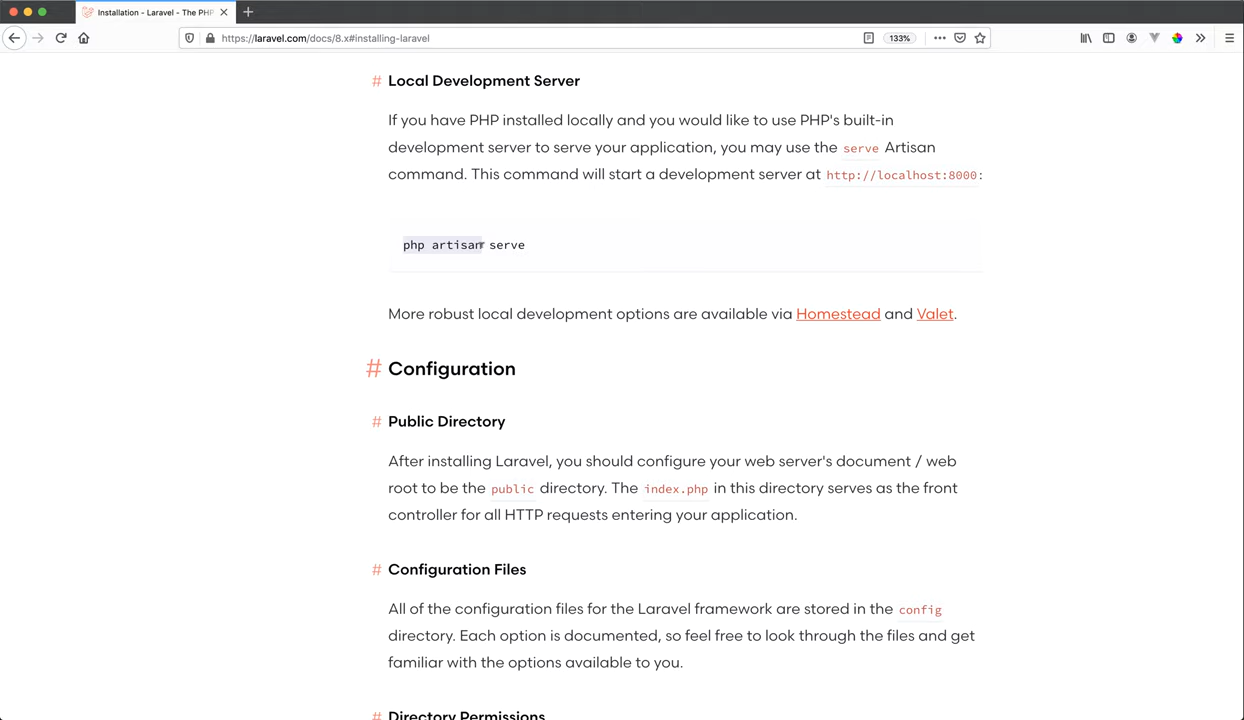 Installation - Laravel - The PHP
https://laravel.com/docs/8.x#installing-laravel
133%
# Local Development Server
If you have PHP installed locally and you would like to use PHP's built-in
development server to serve your application, you may use the serve Artisan
command. This command will start a development server at http://localhost:8000:
php artisan serve
More robust local development options are available via Homestead and Valet.
# Configuration
# Public Directory
After installing Laravel, you should configure your web server's document / web
root to be the public directory. The index.php in this directory serves as the front
controller for all HTTP requests entering your application.
# Configuration Files
All of the configuration files for the Laravel framework are stored in the config
directory. Each option is documented, so feel free to look through the files and get
familiar with the options available to you.
# Directory Permissions